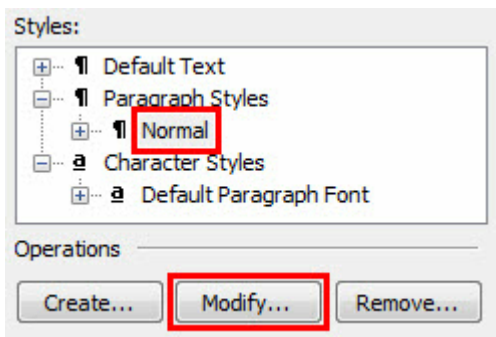 Styles:
¶ Default Text
¶ Paragraph Styles
¶ Normal
a Character Styles
a Default Paragraph Font
Operations
Create... Modify... Remove...